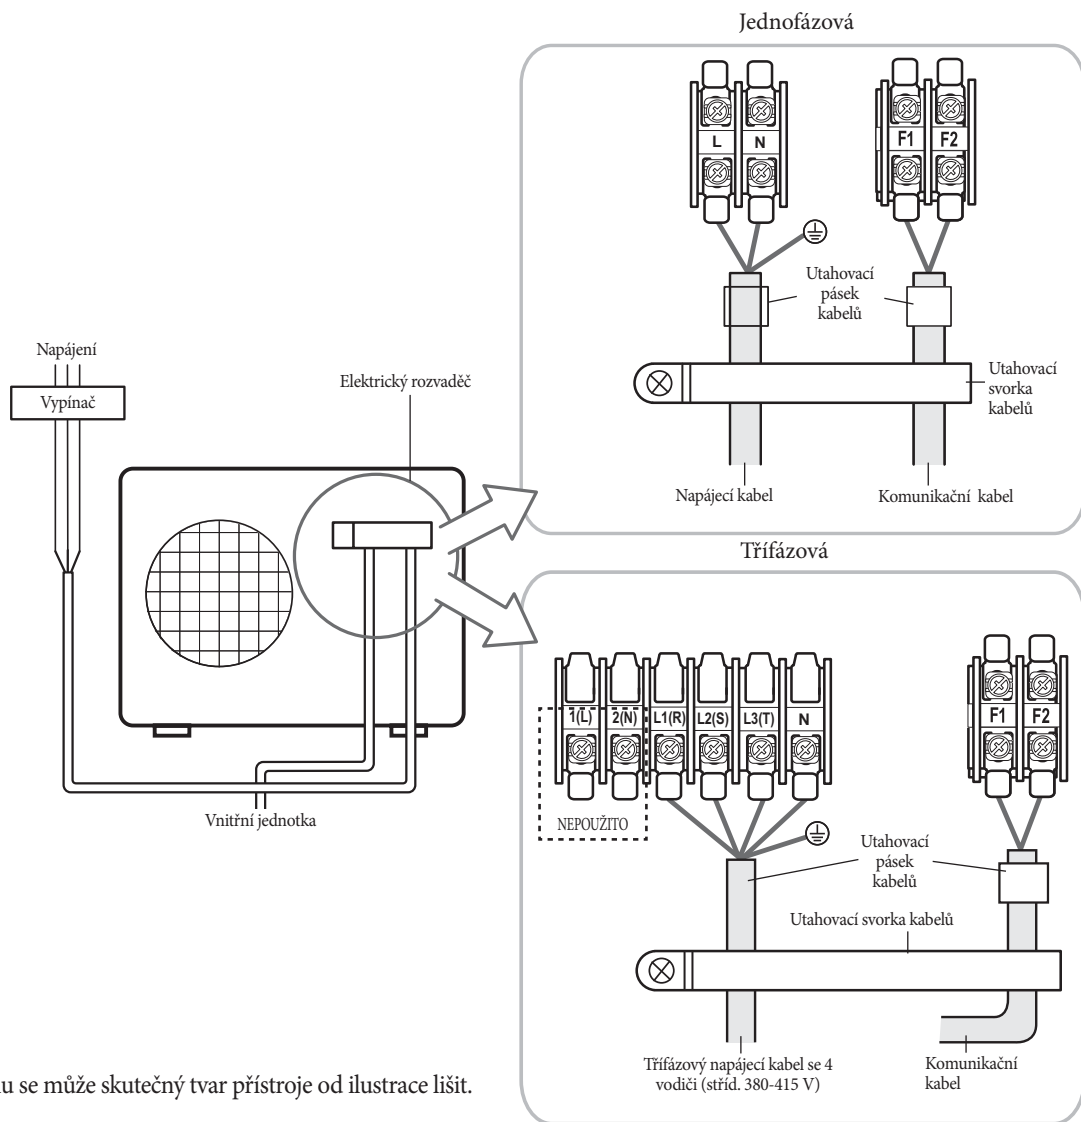 Jednofázová
L N
F1 F2
Utahovací
pásek
kabelů
Utahovací
svorka
kabelů
Napájecí kabel
Komunikační kabel
Napájení
Vypínač
Elektrický rozvaděč
Vnitřní jednotka
Třífázová
1(L) 2(N) L1(R) L2(S) L3(T) N
F1 F2
NEPOUŽITO
Utahovací
pásek
kabelů
Utahovací svorka kabelů
Třífázový napájecí kabel se 4
vodiči (stříd. 380-415 V)
Komunikační
kabel
se může skutečný tvar přístroje od ilustrace lišit.